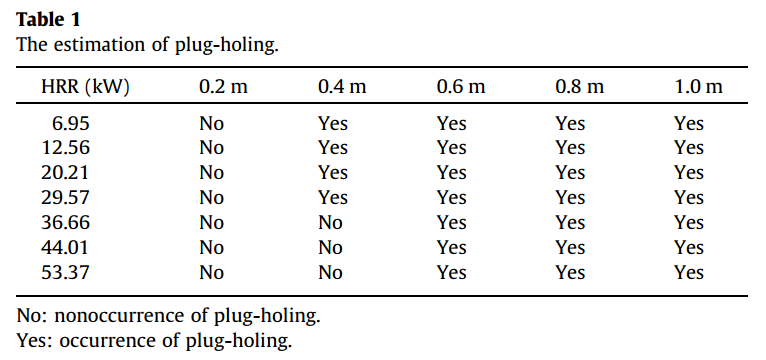 Table 1
The estimation of plug-holing.
HRR (kW) 0.2 m 0.4 m 0.6 m 0.8 m 1.0 m
6.95 No Yes Yes Yes Yes
12.56 No Yes Yes Yes Yes
20.21 No Yes Yes Yes Yes
29.57 No Yes Yes Yes Yes
36.66 No No Yes Yes Yes
44.01 No No Yes Yes Yes
53.37 No No Yes Yes Yes
No: nonoccurrence of plug-holing.
Yes: occurrence of plug-holing.